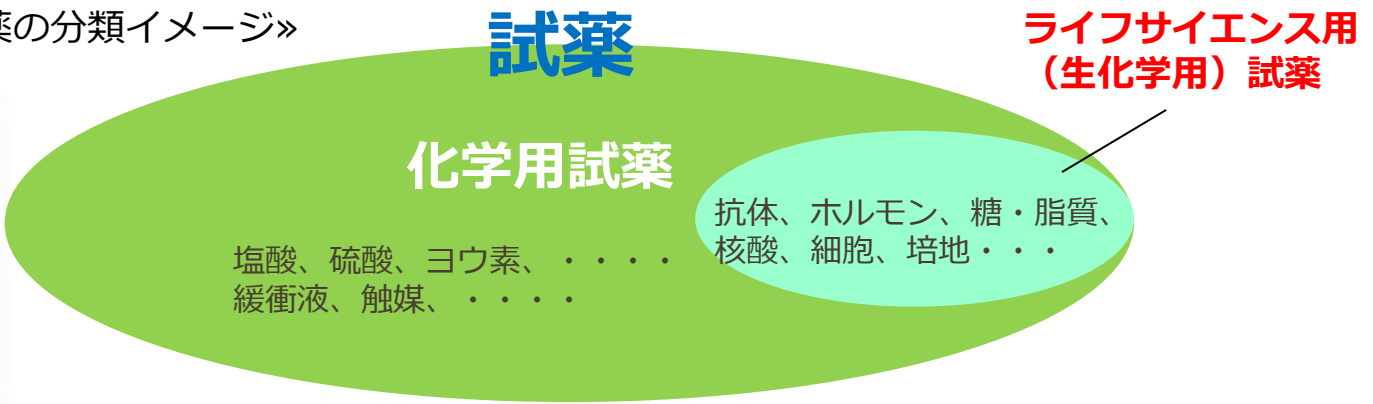 薬の分類イメージ»
試薬
ライフサイエンス用
（生化学用）試薬
化学用試薬
抗体、ホルモン、糖・脂質、
核酸、細胞、培地・・・
塩酸、硫酸、ヨウ素、・・・・
緩衝液、触媒、・・・・